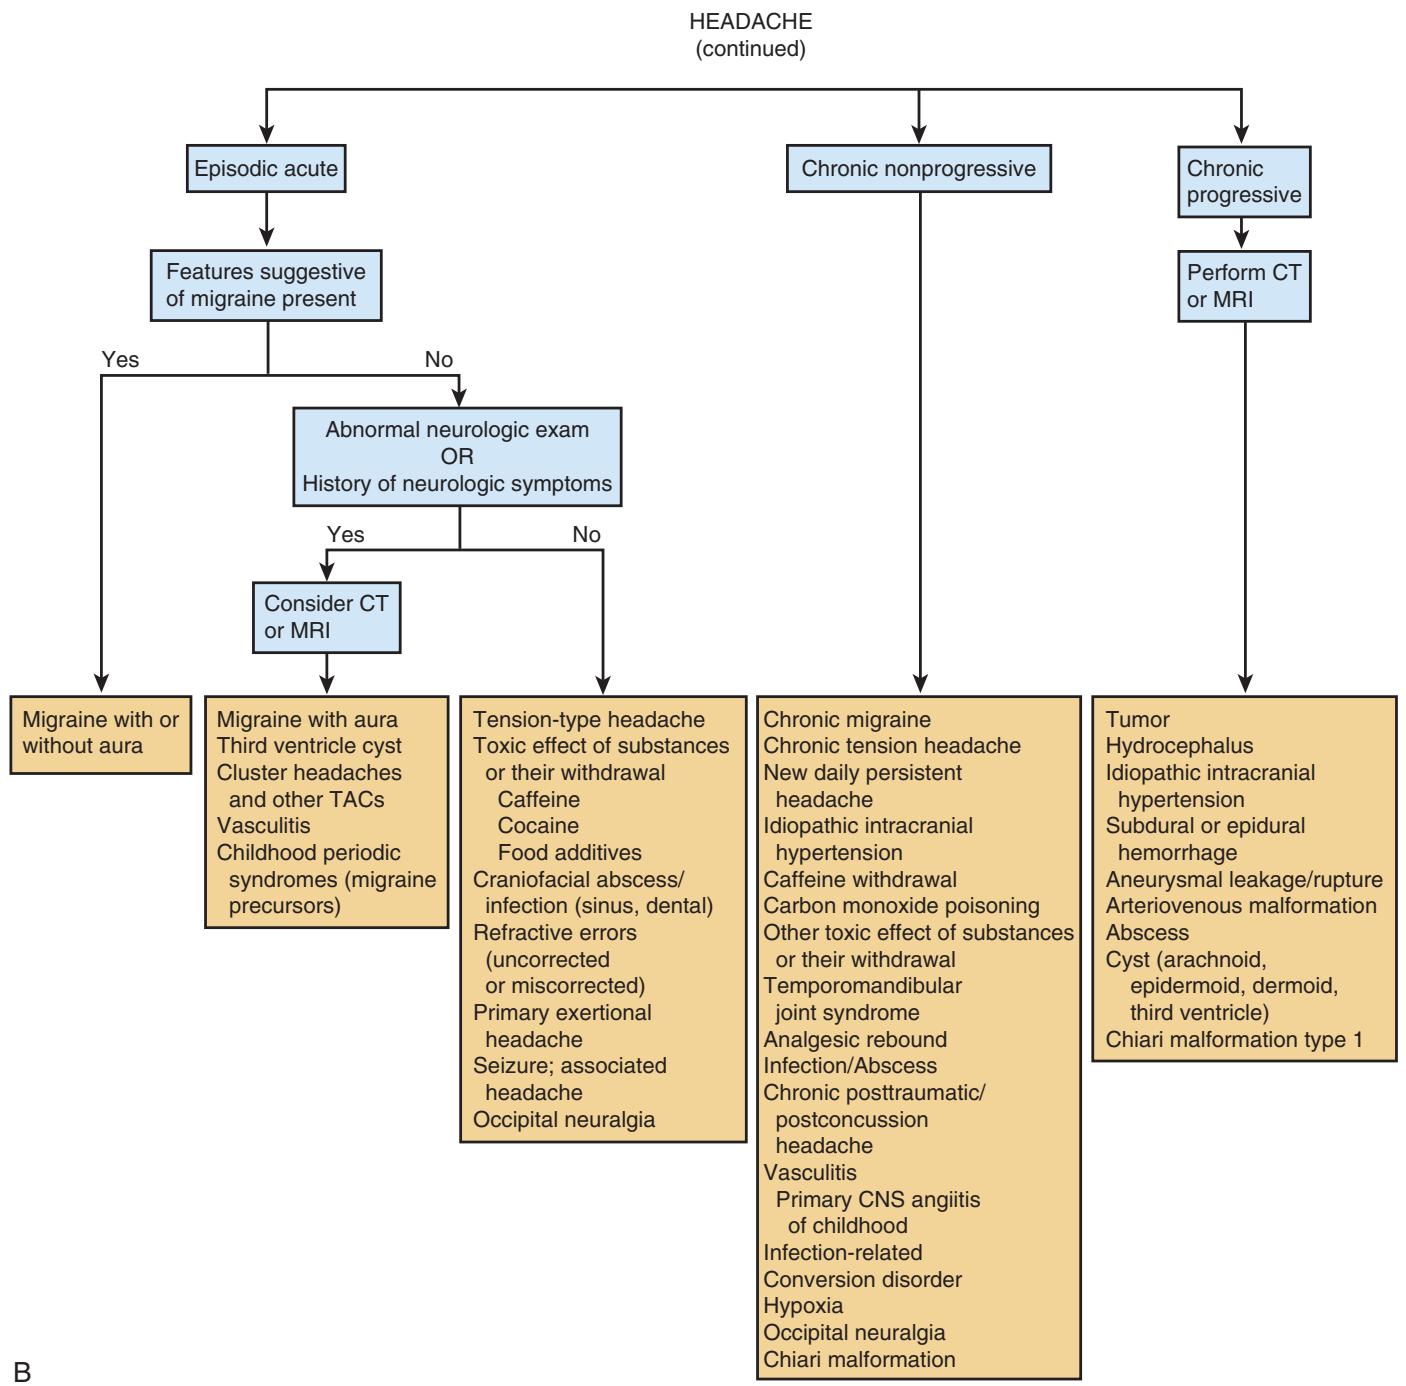 HEADACHE
(continued)
Episodic acute
Chronic nonprogressive
Chronic
progressive
Features suggestive
of migraine present
Perform CT
or MRI
Yes
No
Abnormal neurologic exam
OR
History of neurologic symptoms
Yes
No
Consider CT
or MRI
Migraine with or
without aura
Migraine with aura
Third ventricle cyst
Cluster headaches
and other TACs
Vasculitis
Childhood periodic
syndromes (migraine
precursors)
Tension-type headache
Toxic effect of substances
or their withdrawal
Caffeine
Cocaine
Food additives
Craniofacial abscess/
infection (sinus, dental)
Refractive errors
(uncorrected
or miscorrected)
Primary exertional
headache
Seizure; associated
headache
Occipital neuralgia
Chronic migraine
Chronic tension headache
New daily persistent
headache
Idiopathic intracranial
hypertension
Caffeine withdrawal
Carbon monoxide poisoning
Other toxic effect of substances
or their withdrawal
Temporomandibular
joint syndrome
Analgesic rebound
Infection/Abscess
Chronic posttraumatic/
postconcussion
headache
Vasculitis
Primary CNS angiitis
of childhood
Infection-related
Conversion disorder
Hypoxia
Occipital neuralgia
Chiari malformation
Tumor
Hydrocephalus
Idiopathic intracranial
hypertension
Subdural or epidural
hemorrhage
Aneurysmal leakage/rupture
Arteriovenous malformation
Abscess
Cyst (arachnoid,
epidermoid, dermoid,
third ventricle)
Chiari malformation type 1
B